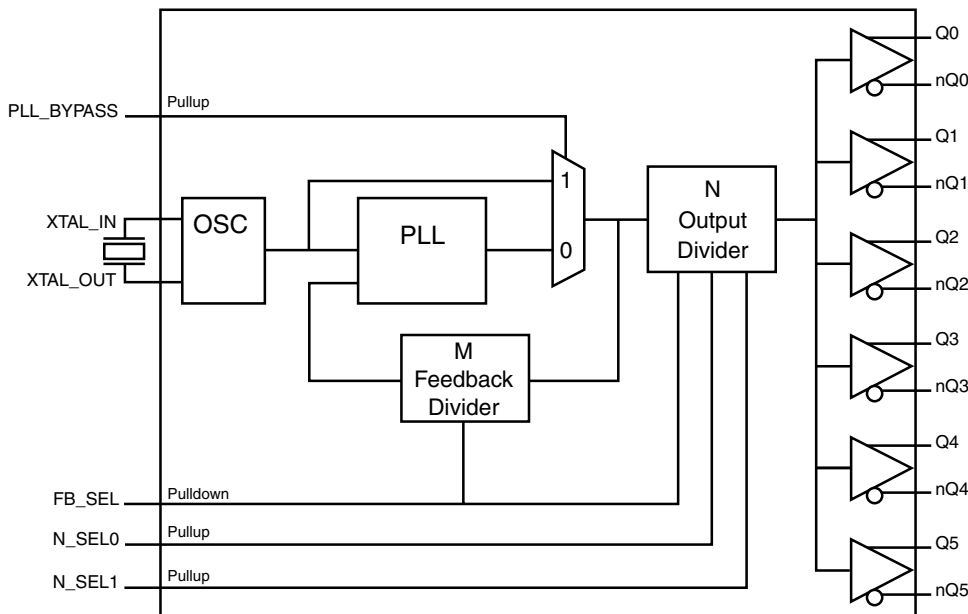 Q0
nQ0
PLL_BYPASS
Pullup
Q1
nQ1
1
N
Output
Divider
XTAL_IN
OSC
PLL
0
XTAL_OUT
Q2
nQ2
M
Feedback
Divider
Q3
nQ3
Q4
nQ4
FB_SEL
Pulldown
N_SEL0
Pullup
N_SEL1
Pullup
Q5
nQ5